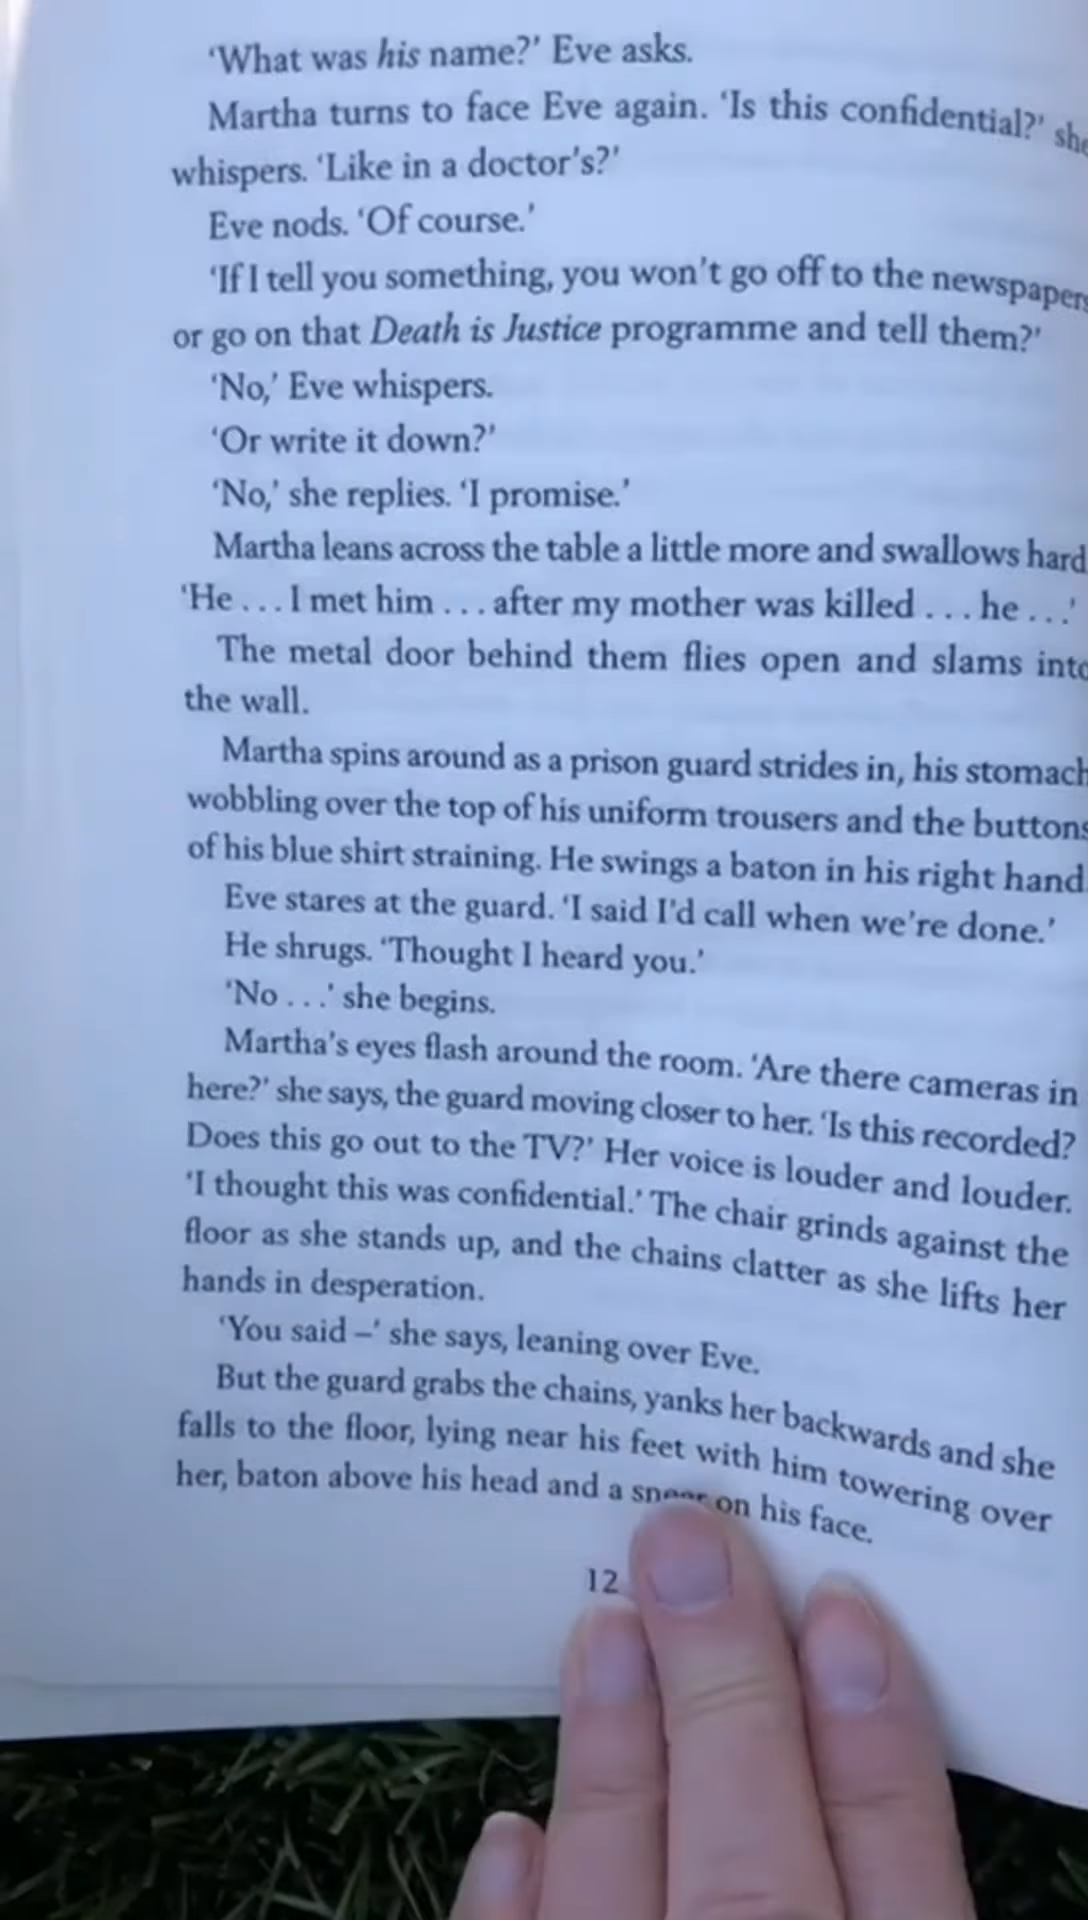 ‘What was his name?’ Eve asks.
Martha turns to face Eve again. ‘Is this confidential?’ she
whispers. ‘Like in a doctor’s?’
Eve nods. ‘Of course.’
‘If I tell you something, you won’t go off to the newspapers
or go on that Death is Justice programme and tell them?’
‘No,’ Eve whispers.
‘Or write it down?’
‘No,’ she replies. ‘I promise.’
Martha leans across the table a little more and swallows hard
‘He . . . I met him . . . after my mother was killed . . . he . . .’
The metal door behind them flies open and slams into
the wall.
Martha spins around as a prison guard strides in, his stomach
wobbling over the top of his uniform trousers and the buttons
of his blue shirt straining. He swings a baton in his right hand.
Eve stares at the guard. ‘I said I’d call when we’re done.’
He shrugs. ‘Thought I heard you.’
‘No . . .’ she begins.
Martha’s eyes flash around the room. ‘Are there cameras in
here?’ she says, the guard moving closer to her. ‘Is this recorded?
Does this go out to the TV?’ Her voice is louder and louder.
‘I thought this was confidential.’ The chair grinds against the
floor as she stands up, and the chains clatter as she lifts her
hands in desperation.
‘You said –’ she says, leaning over Eve.
But the guard grabs the chains, yanks her backwards and she
falls to the floor, lying near his feet with him towering over
her, baton above his head and a sneer on his face.
12